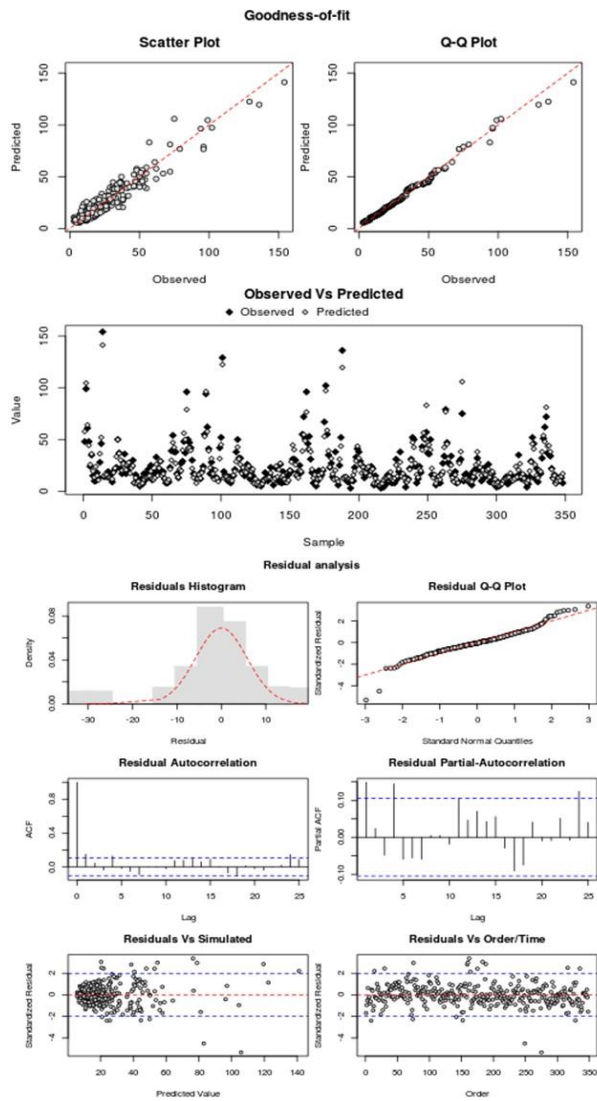 Goodness-of-fit
Scatter Plot
Predicted
150
100
50
0
0 50 100 150
Observed
Q-Q Plot
Predicted
150
100
50
0
0 50 100 150
Observed
Observed Vs Predicted
Observed Predicted
Value
150
100
50
0
0 50 100 150 200 250 300 350
Sample
Residual analysis
Residuals Histogram
Density
0.08
0.04
0.00
-30 -20 -10 0 10
Residual
Residual Q-Q Plot
Standardized Residual
2
0
-2
-4
-3 -2 -1 0 1 2 3
Standard Normal Quantiles
Residual Autocorrelation
ACF
0.8
0.4
0.0
0 5 10 15 20 25
Lag
Residual Partial-Autocorrelation
Partial ACF
0.10
0.00
-0.10
5 10 15 20 25
Lag
Residuals Vs Simulated
Standardized Residual
2
0
-2
-4
20 40 60 80 100 120 140
Predicted Value
Residuals Vs Order/Time
Standardized Residual
2
0
-2
-4
0 50 100 150 200 250 300 350
Order